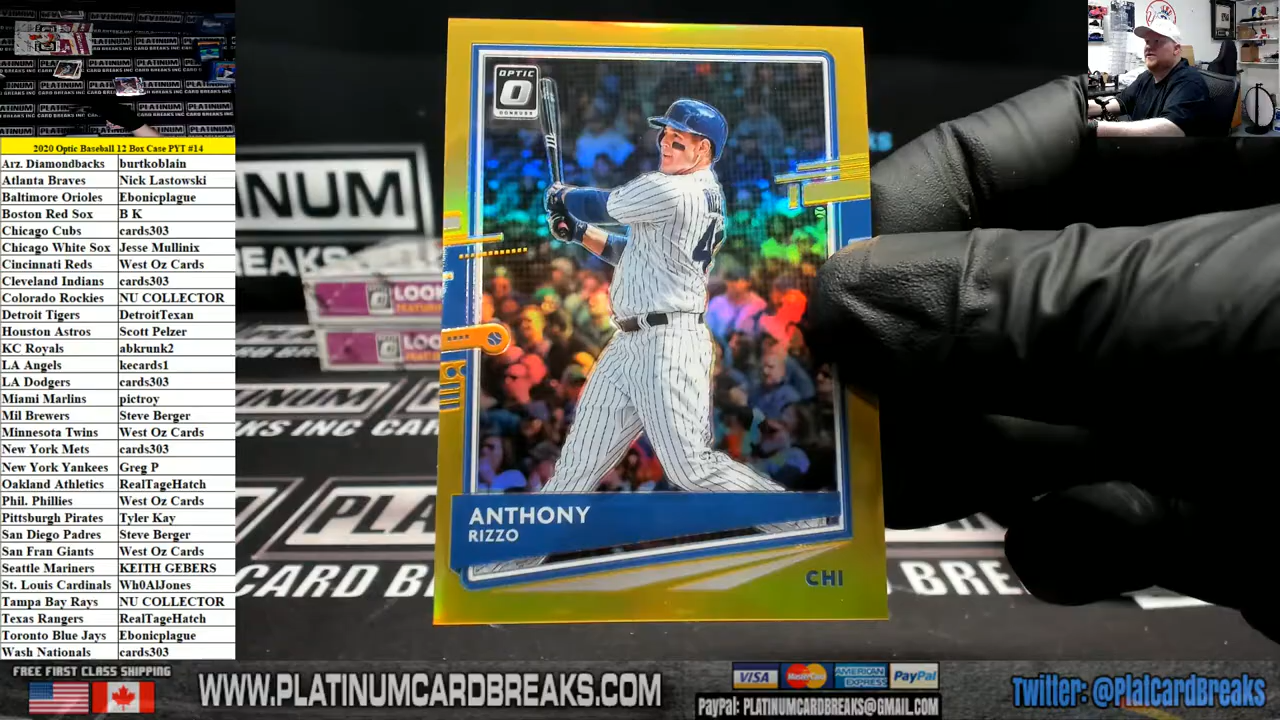 2020 Optic Baseball 12 Box Case PYT #14
Arz. Diamondbacks burtkoblain
Atlanta Braves Nick Lastowski
Baltimore Orioles Ebonicplague
Boston Red Sox B K
Chicago Cubs cards303
Chicago White Sox Jesse Mullinix
Cincinnati Reds West Oz Cards
Cleveland Indians cards303
Colorado Rockies NU COLLECTOR
Detroit Tigers DetroitTexan
Houston Astros Scott Pelzer
KC Royals abkrunk2
LA Angels kecards1
LA Dodgers cards303
Miami Marlins pictroy
Mil Brewers Steve Berger
Minnesota Twins West Oz Cards
New York Mets cards303
New York Yankees Greg P
Oakland Athletics RealTageHatch
Phil. Phillies West Oz Cards
Pittsburgh Pirates Tyler Kay
San Diego Padres Steve Berger
San Fran Giants West Oz Cards
Seattle Mariners KEITH GEBERS
St. Louis Cardinals Wh0AlJones
Tampa Bay Rays NU COLLECTOR
Texas Rangers RealTageHatch
Toronto Blue Jays Ebonicplague
Wash Nationals cards303
OPTIC
DONRUSS
ANTHONY
RIZZO
CHI
FREE FIRST CLASS SHIPPING
WWW.PLATINUMCARDBREAKS.COM
VISA MasterCard AMERICAN EXPRESS PayPal
PayPal: PLATINUMCARDBREAKS@GMAIL.COM
Twitter: @PlatCardBreaks